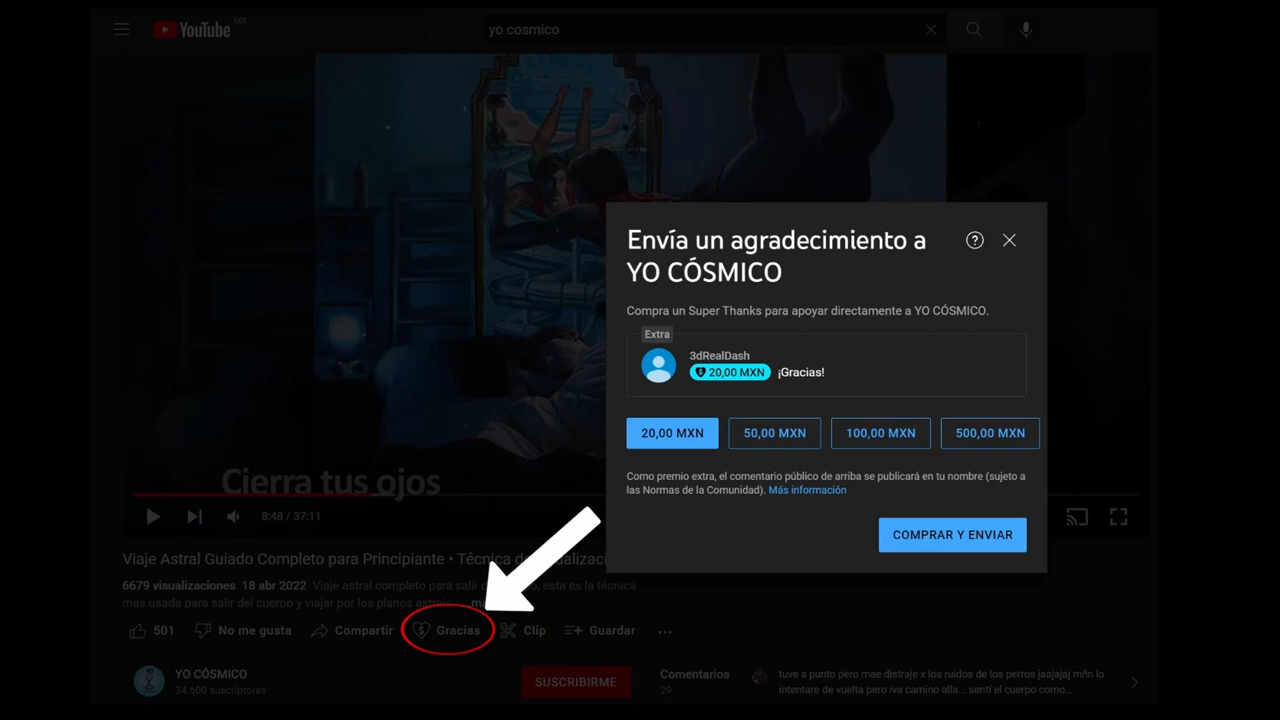 YouTube MX
yo cosmico
Envía un agradecimiento a
YO CÓSMICO
Compra un Super Thanks para apoyar directamente a YO CÓSMICO.
Extra
3dRealDash
20,00 MXN ¡Gracias!
20,00 MXN 50,00 MXN 100,00 MXN 500,00 MXN
Como premio extra, el comentario público de arriba se publicará en tu nombre (sujeto a
las Normas de la Comunidad). Más información
COMPRAR Y ENVIAR
Cierra tus ojos
8:48 / 37:11
Viaje Astral Guiado Completo para Principiante • Técnica
6679 visualizaciones 18 abr 2022 Viaje astral completo para salir esta es la técnica
mas usada para salir del cuerpo y viajar por los planos
501 No me gusta Compartir Gracias Clip Guardar
YO CÓSMICO
34.600 suscriptores
SUSCRIBIRME
Comentarios
29
tuve a punto pero mee distraje x los ruidos de los perros jaajajaj mñn lo
intentare de vuelta pero iva camino alla... sentí el cuerpo como...